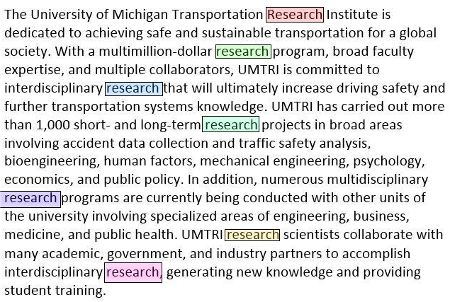 The University of Michigan Transportation Research Institute is
dedicated to achieving safe and sustainable transportation for a global
society. With a multimillion-dollar research program, broad faculty
expertise, and multiple collaborators, UMTRI is committed to
interdisciplinary research that will ultimately increase driving safety and
further transportation systems knowledge. UMTRI has carried out more
than 1,000 short- and long-term research projects in broad areas
involving accident data collection and traffic safety analysis,
bioengineering, human factors, mechanical engineering, psychology,
economics, and public policy. In addition, numerous multidisciplinary
research programs are currently being conducted with other units of
the university involving specialized areas of engineering, business,
medicine, and public health. UMTRI research scientists collaborate with
many academic, government, and industry partners to accomplish
interdisciplinary research, generating new knowledge and providing
student training.